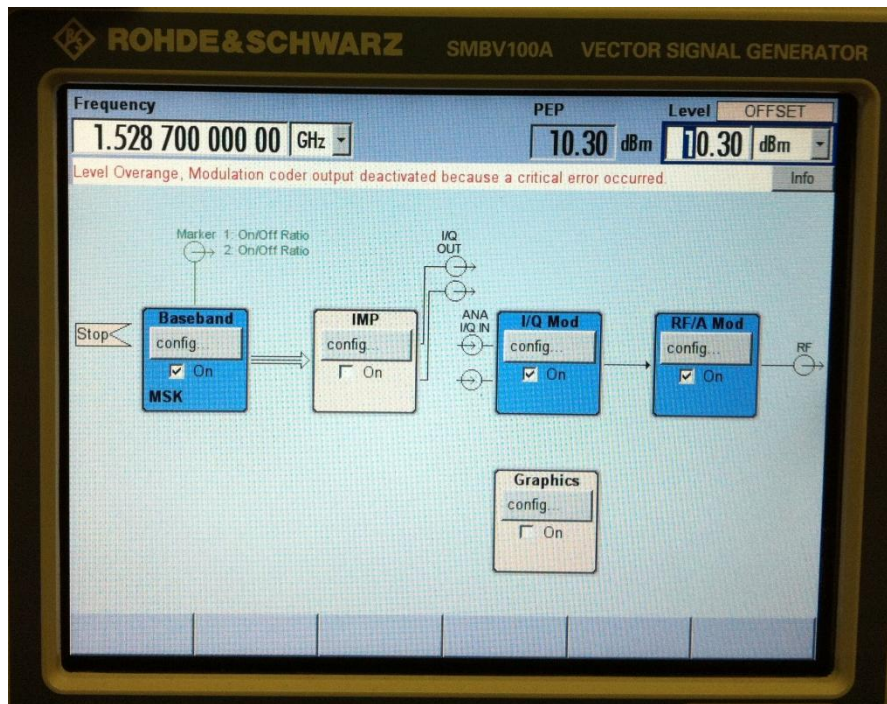 ROHDE&SCHWARZ SMBV100A VECTOR SIGNAL GENERATOR
Frequency PEP Level OFFSET
1.528 700 000 00 GHz 10.30 dBm 10.30 dBm
Level Overange, Modulation coder output deactivated because a critical error occurred. Info
Marker 1: On/Off Ratio
2: On/Off Ratio
I/Q
OUT
ANA
I/Q IN
Stop
Baseband
config...
On
MSK
IMP
config...
On
I/Q Mod
config...
On
RF/A Mod
config...
On
RF
Graphics
config...
On